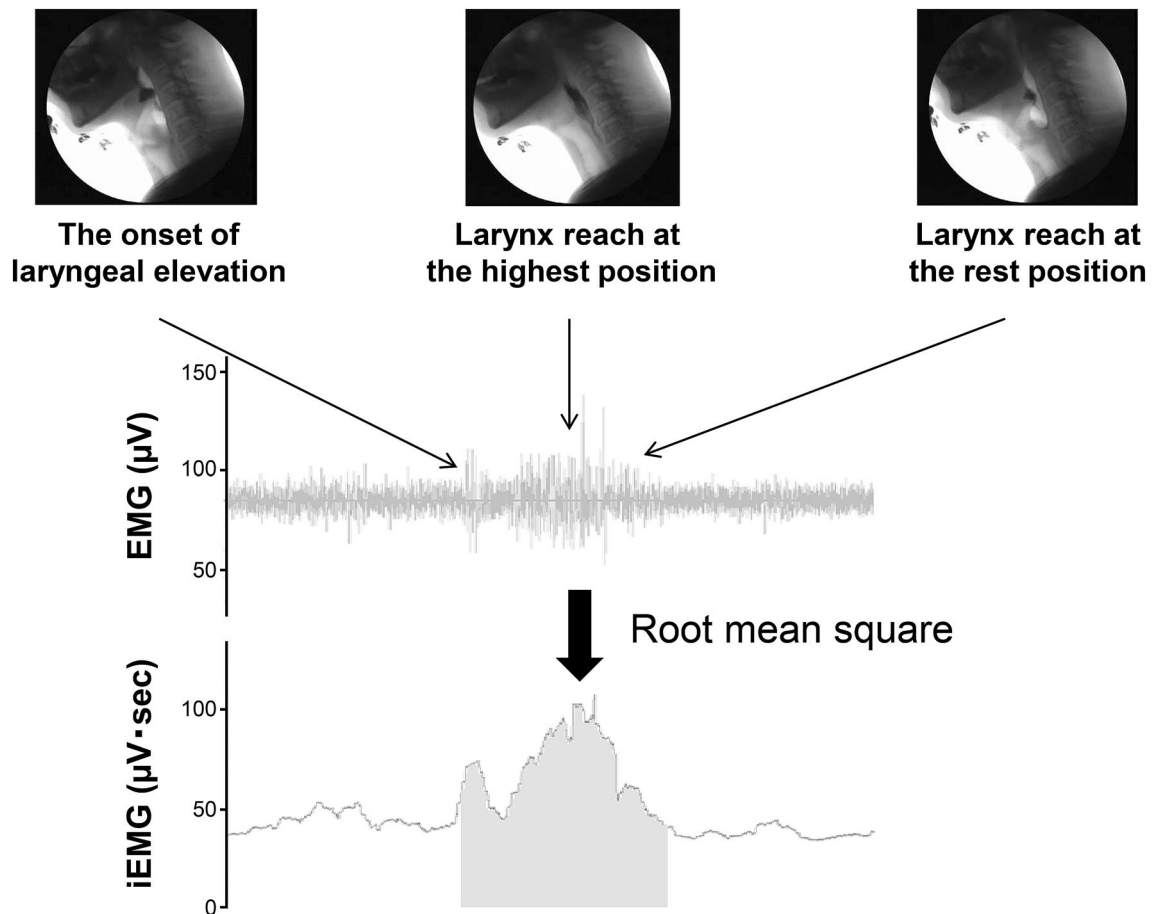 The onset of
laryngeal elevation
Larynx reach at
the highest position
Larynx reach at
the rest position
EMG (μV)
150
100
50
Root mean square
iEMG (μV·sec)
100
50
0